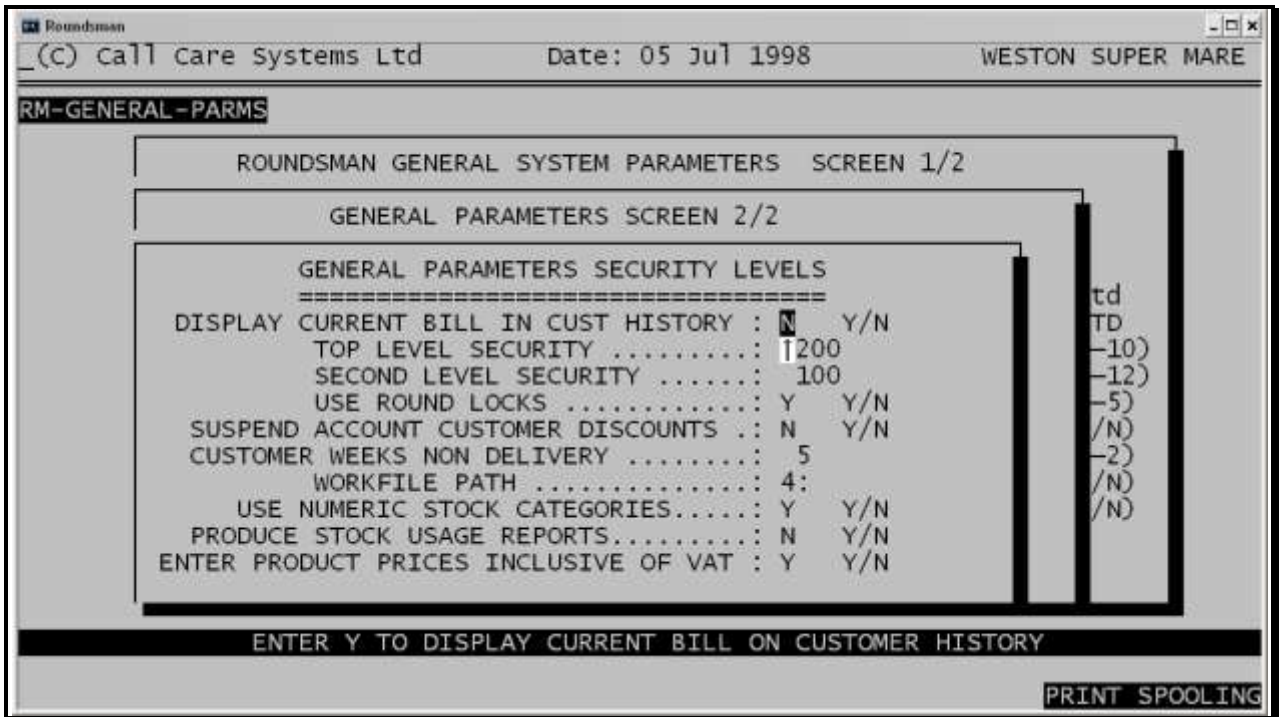 Roundsman
_(C) Call Care Systems Ltd Date: 05 Jul 1998 WESTON SUPER MARE
RM-GENERAL-PARMS
ROUNDSMAN GENERAL SYSTEM PARAMETERS SCREEN 1/2
GENERAL PARAMETERS SCREEN 2/2
GENERAL PARAMETERS SECURITY LEVELS
==================================
td
DISPLAY CURRENT BILL IN CUST HISTORY : N Y/N TD
TOP LEVEL SECURITY .........: 200 -10)
SECOND LEVEL SECURITY ......: 100 -12)
USE ROUND LOCKS ............: Y Y/N -5)
SUSPEND ACCOUNT CUSTOMER DISCOUNTS .: N Y/N /N)
CUSTOMER WEEKS NON DELIVERY ........: 5 -2)
WORKFILE PATH ..............: 4: /N)
USE NUMERIC STOCK CATEGORIES.....: Y Y/N /N)
PRODUCE STOCK USAGE REPORTS.........: N Y/N
ENTER PRODUCT PRICES INCLUSIVE OF VAT : Y Y/N
ENTER Y TO DISPLAY CURRENT BILL ON CUSTOMER HISTORY
PRINT SPOOLING